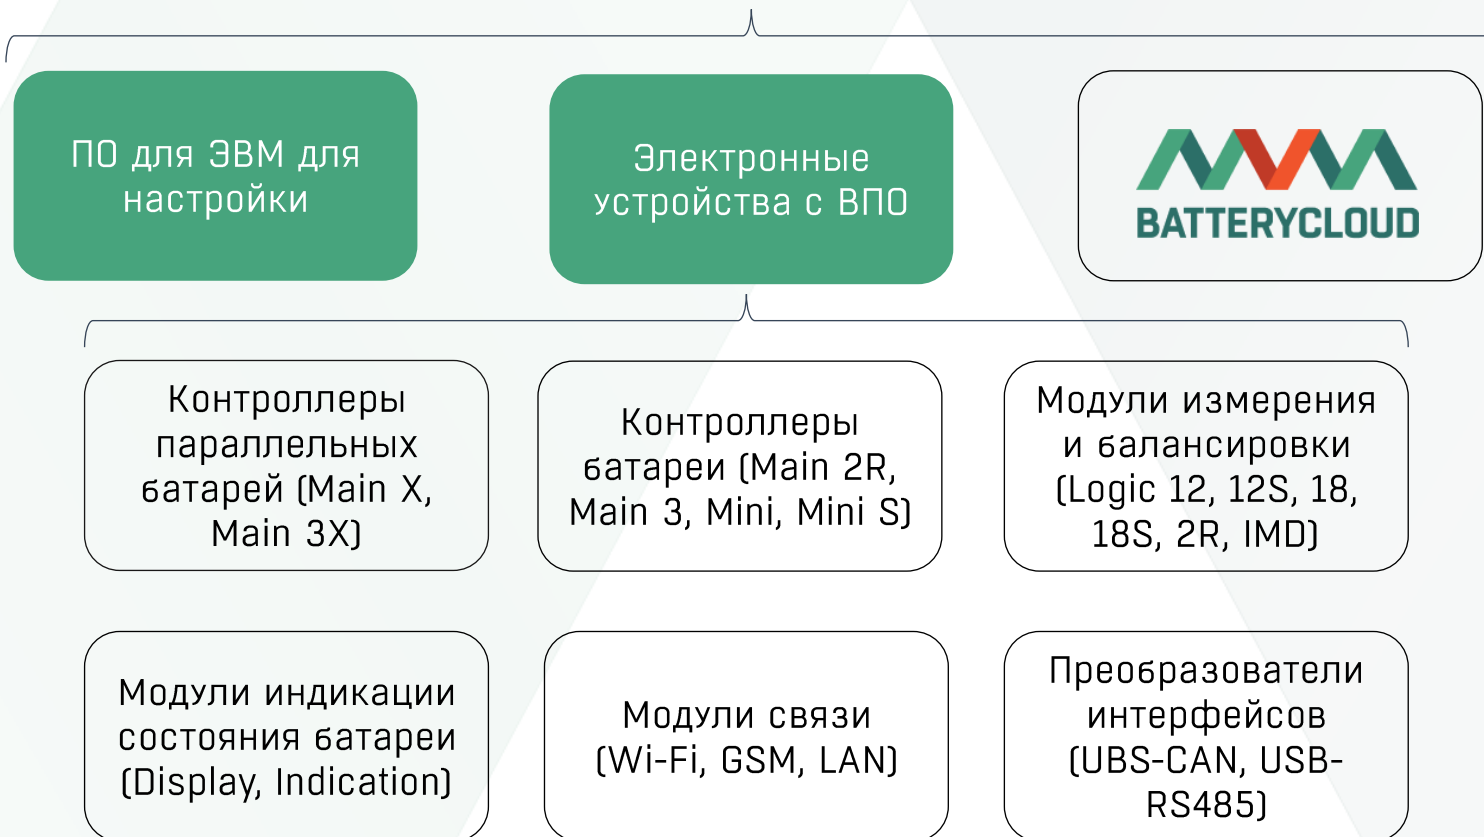 ПО для ЭВМ для
настройки
Электронные
устройства с ВПО
BATTERYCLOUD
Контроллеры
параллельных
батарей (Main X,
Main 3X)
Контроллеры
батареи (Main 2R,
Main 3, Mini, Mini S)
Модули измерения
и балансировки
(Logic 12, 12S, 18,
18S, 2R, IMD)
Модули индикации
состояния батареи
(Display, Indication)
Модули связи
(Wi-Fi, GSM, LAN)
Преобразователи
интерфейсов
(UBS-CAN, USB-
RS485)